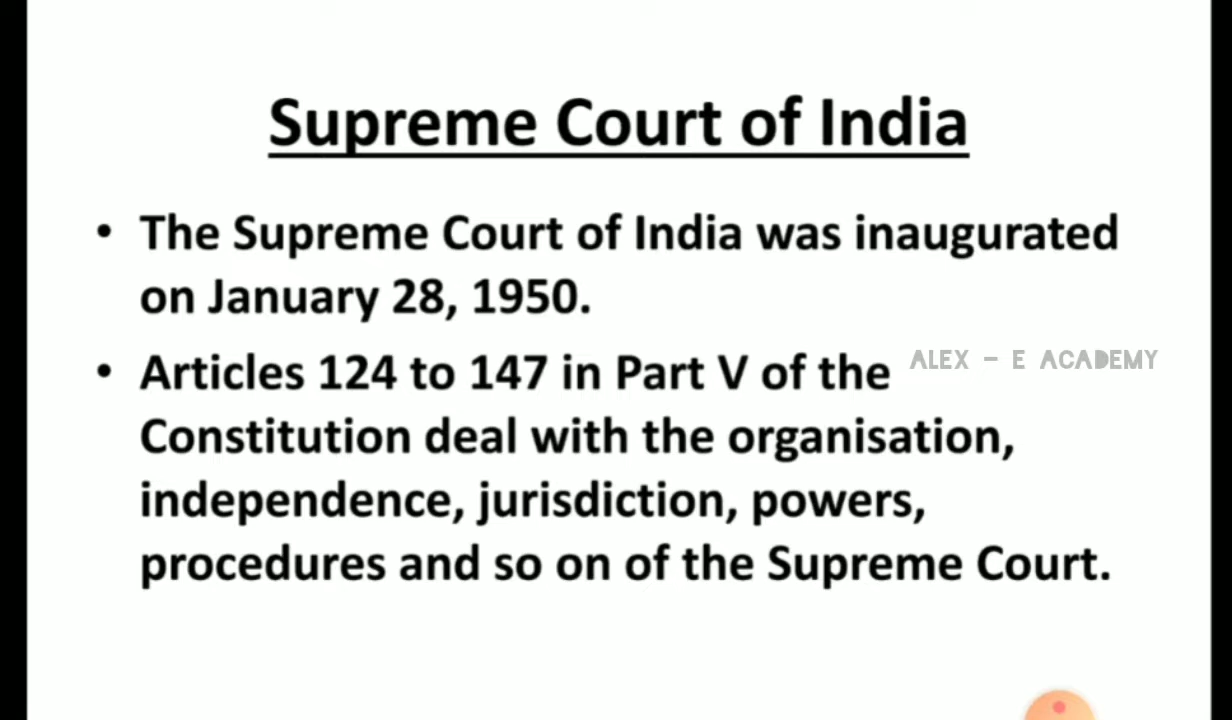 Supreme Court of India
• The Supreme Court of India was inaugurated
on January 28, 1950.
• Articles 124 to 147 in Part V of the
ALEX – E ACADEMY
Constitution deal with the organisation,
independence, jurisdiction, powers,
procedures and so on of the Supreme Court.